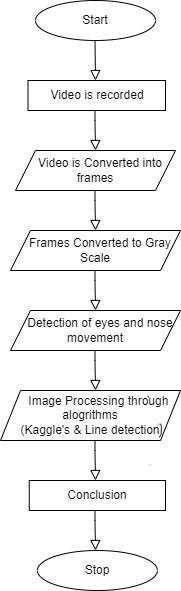 Start
Video is recorded
Video is Converted into
frames
Frames Converted to Gray
Scale
Detection of eyes and nose
movement
Image Processing through
alogrithms
(Kaggle's & Line detection}
Conclusion
Stop